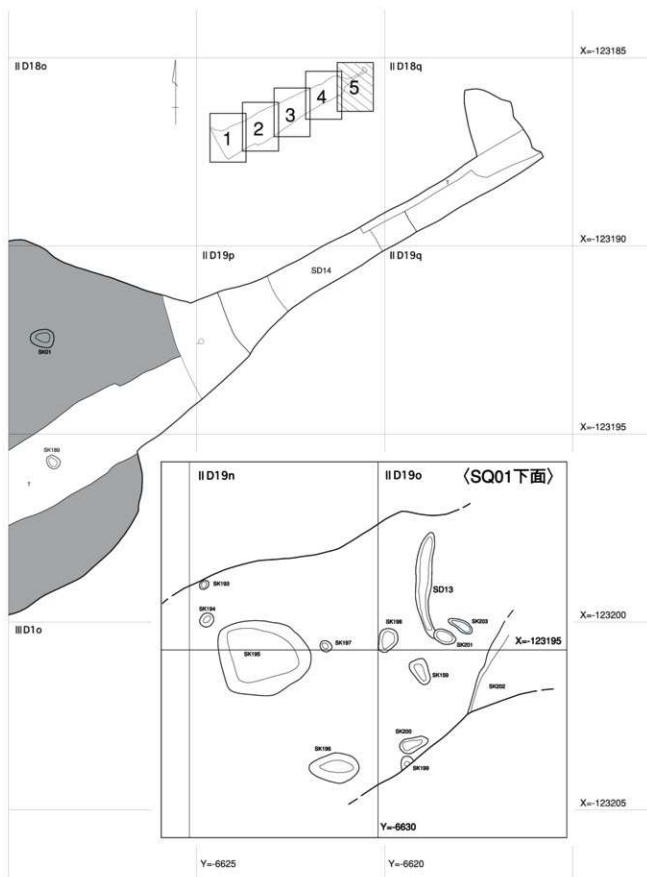 II D18o
II D18q
X=-123185
1
2
3
4
5
T
X=-123190
II D19p
II D19q
SD14
SK01
X=-123195
SK180
T
II D19n
II D19o
〈SQ01下面〉
SK193
SK194
SD13
SK203
SK198
SK201
III D1o
X=-123200
SK197
X=-123195
SK195
SK159
SK202
SK200
SK199
SK196
X=-123205
Y=-6630
Y=-6625
Y=-6620